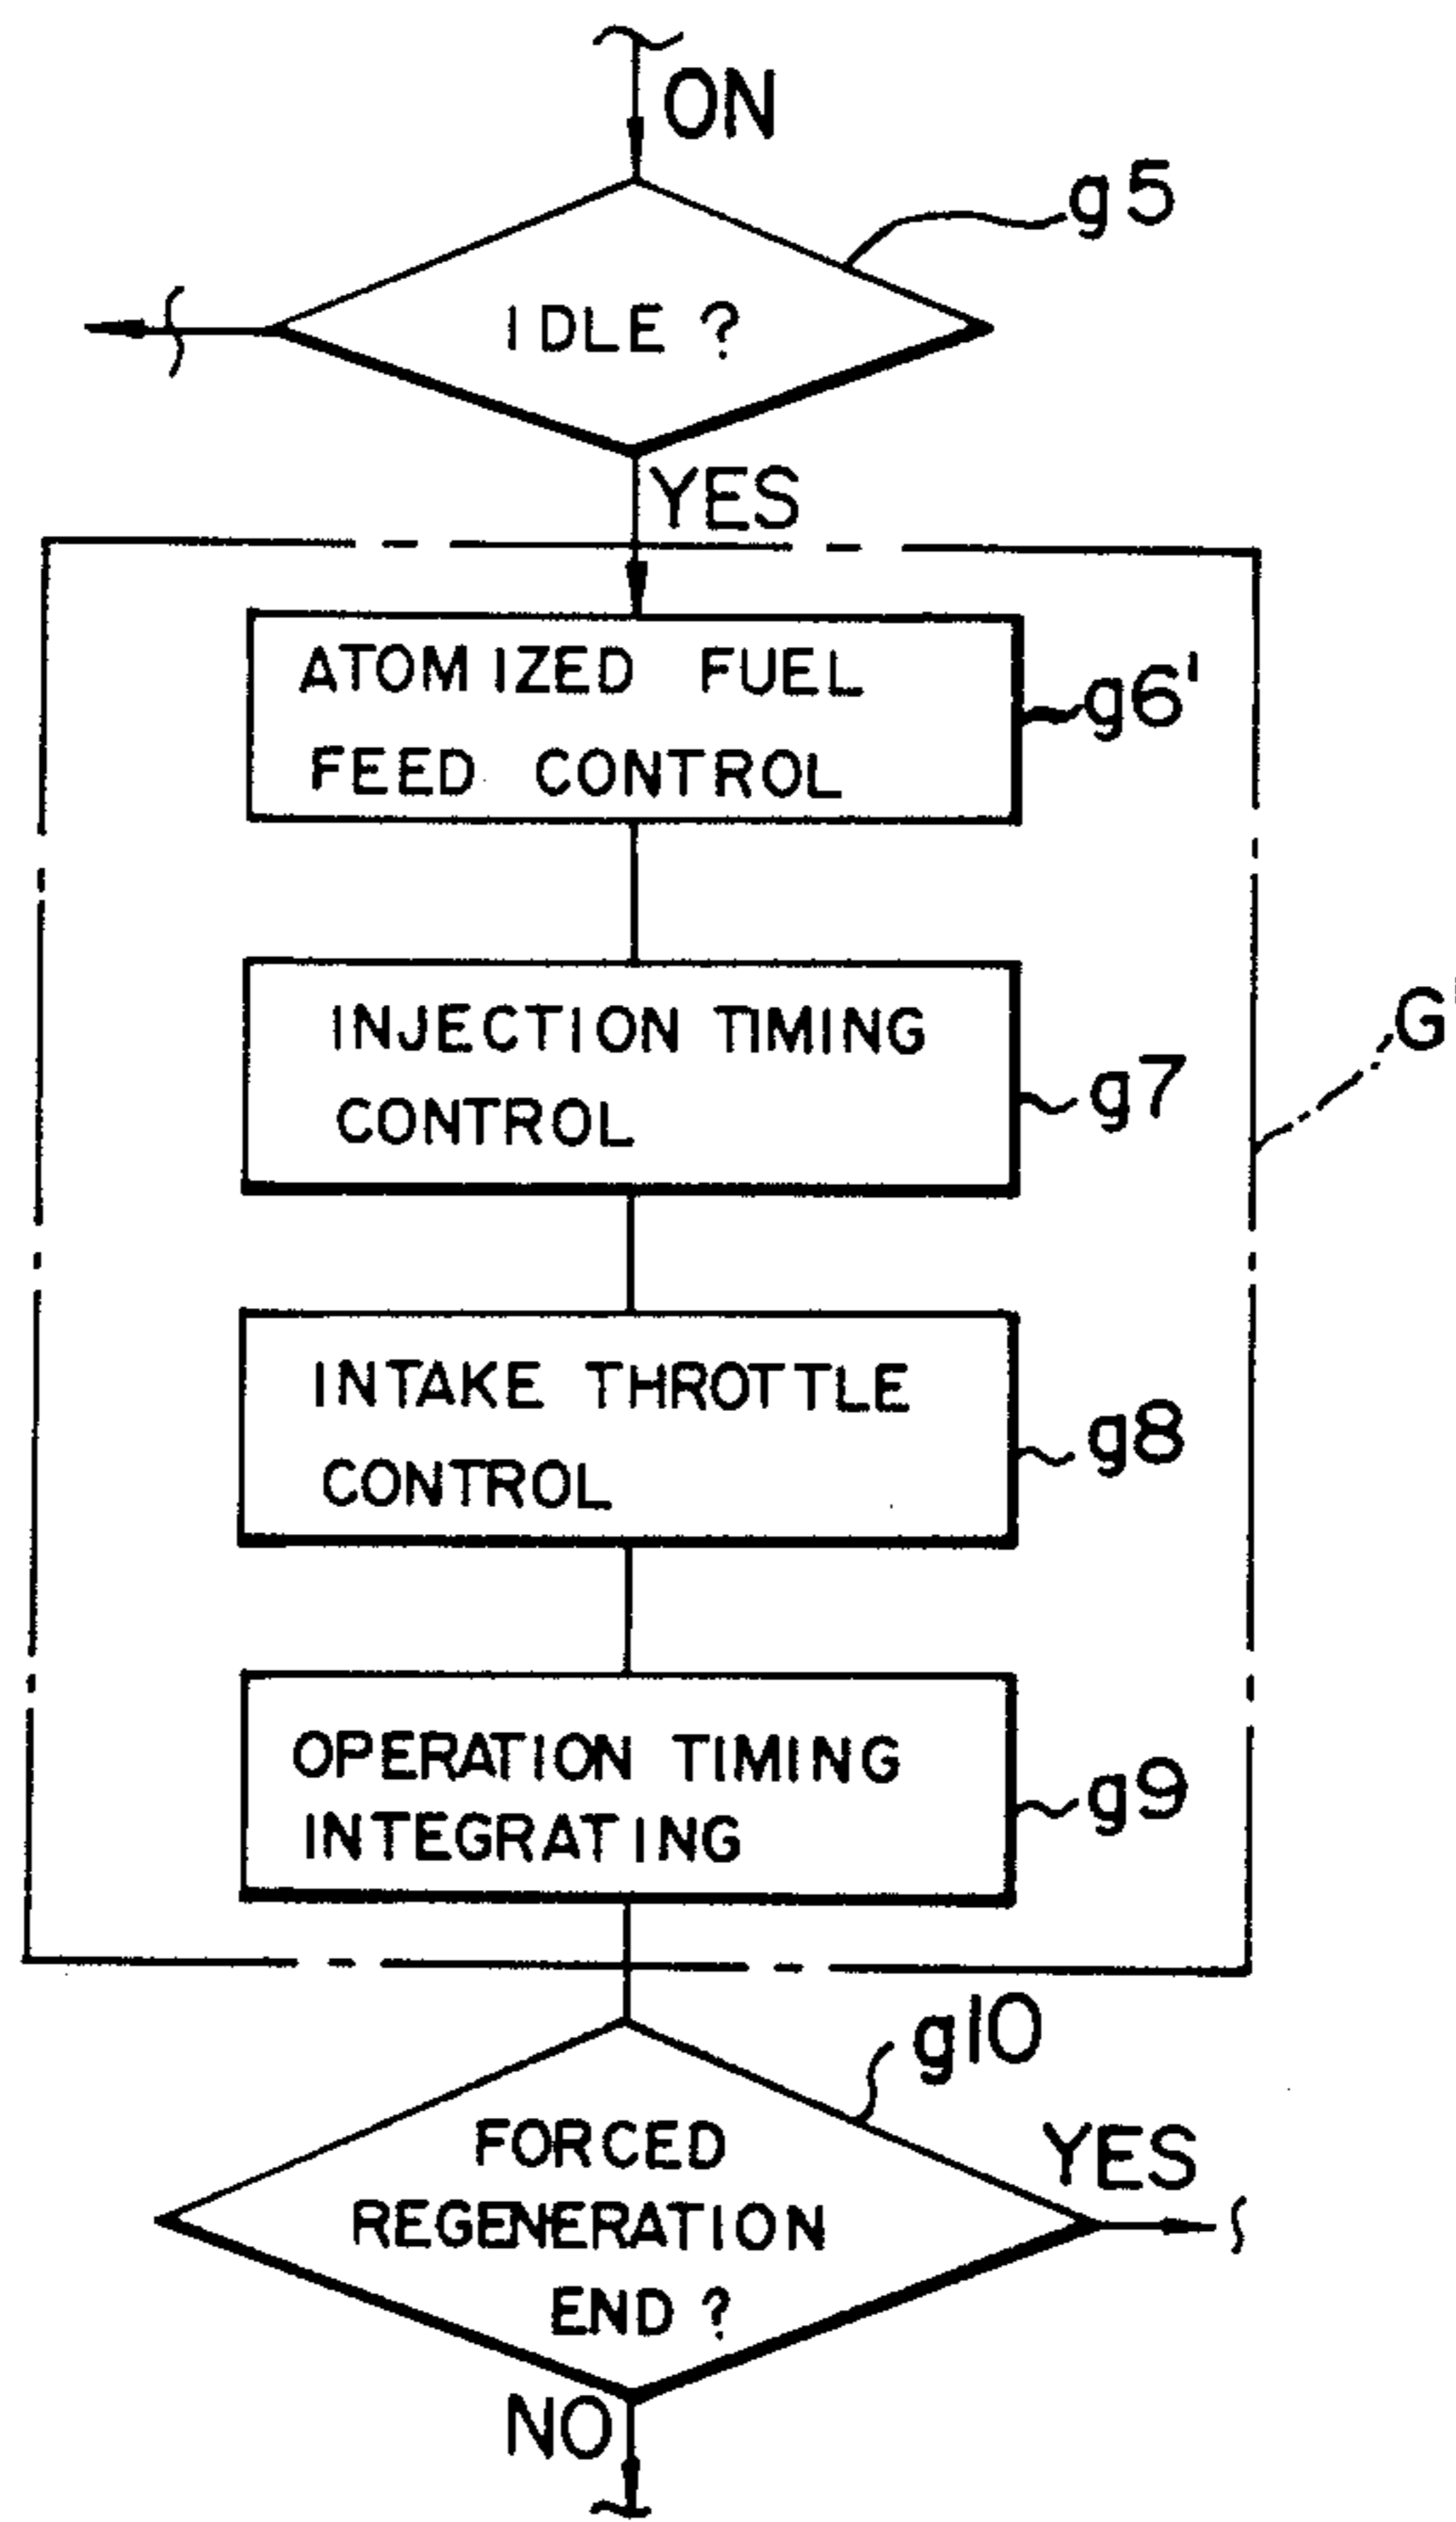 ON
g5
IDLE ?
YES
ATOMIZED FUEL
FEED CONTROL
g6'
INJECTION TIMING
CONTROL
g7
G'
INTAKE THROTTLE
CONTROL
g8
OPERATION TIMING
INTEGRATING
g9
g10
FORCED
REGENERATION
END ?
YES
NO